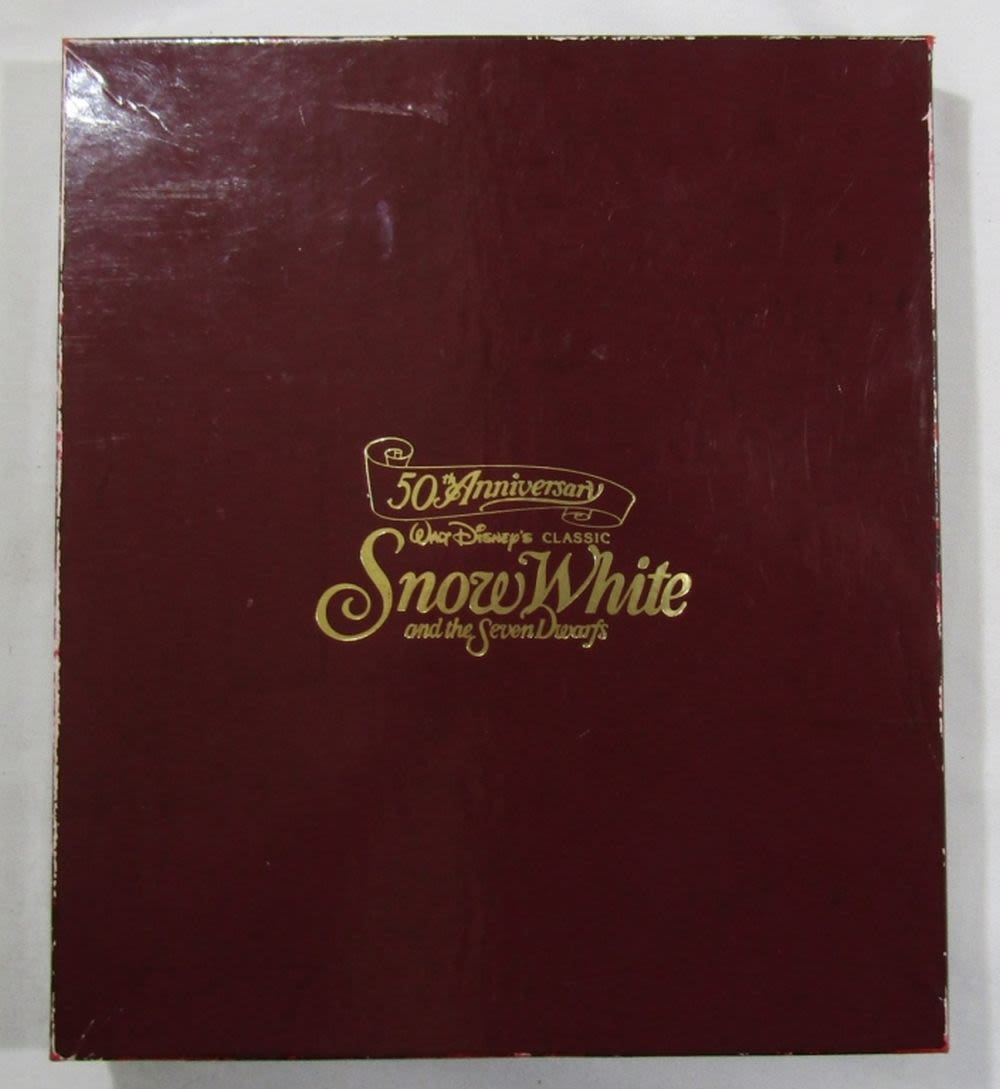 50th Anniversary
Walt Disney's CLASSIC
Snow White
and the Seven Dwarfs